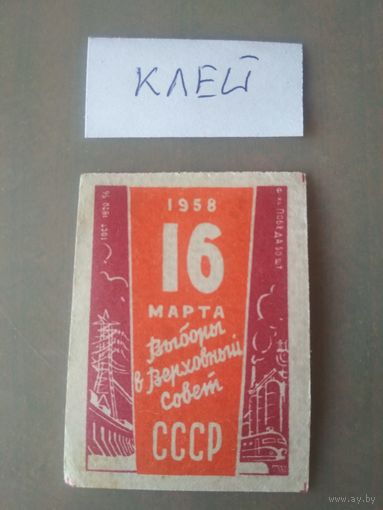 КЛЕЙ
1958
16
МАРТА
Выборы
в Верховный
Совет
СССР
www.ay.by